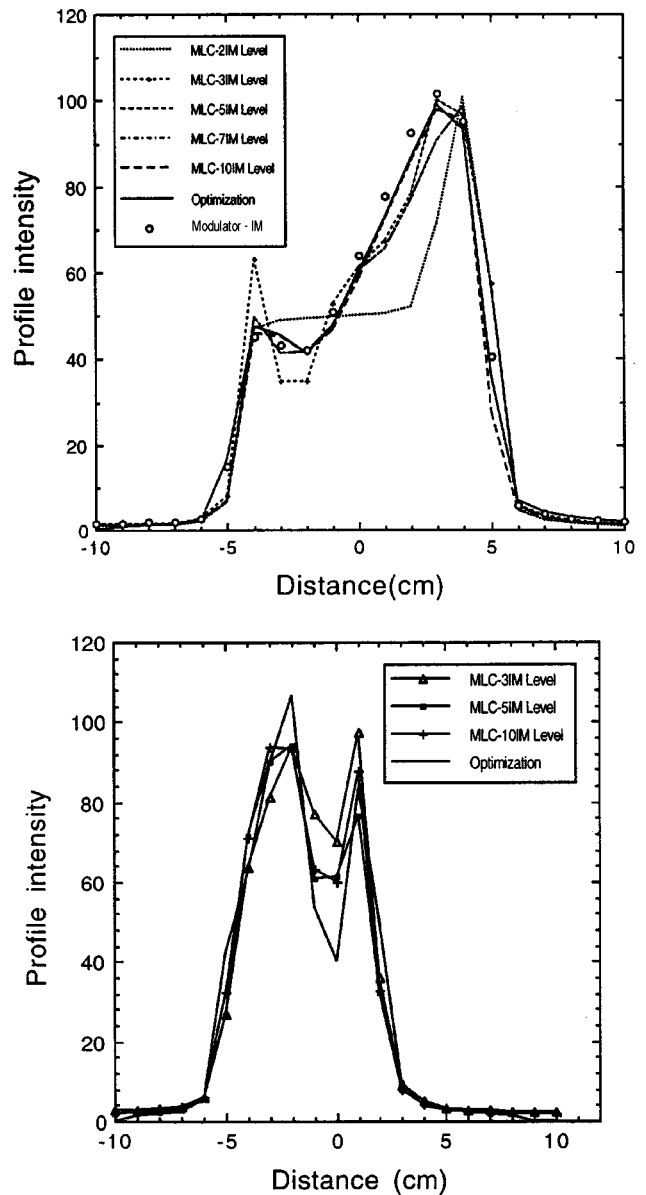 120
100
80
60
40
20
0
Profile intensity
MLC-2IM Level
MLC-3IM Level
MLC-5IM Level
MLC-7IM Level
MLC-10IM Level
Optimization
Modulator - IM
-10
-5
0
5
10
Distance(cm)
120
100
80
60
40
20
0
Profile intensity
MLC-3IM Level
MLC-5IM Level
MLC-10IM Level
Optimization
-10
-5
0
5
10
Distance (cm)